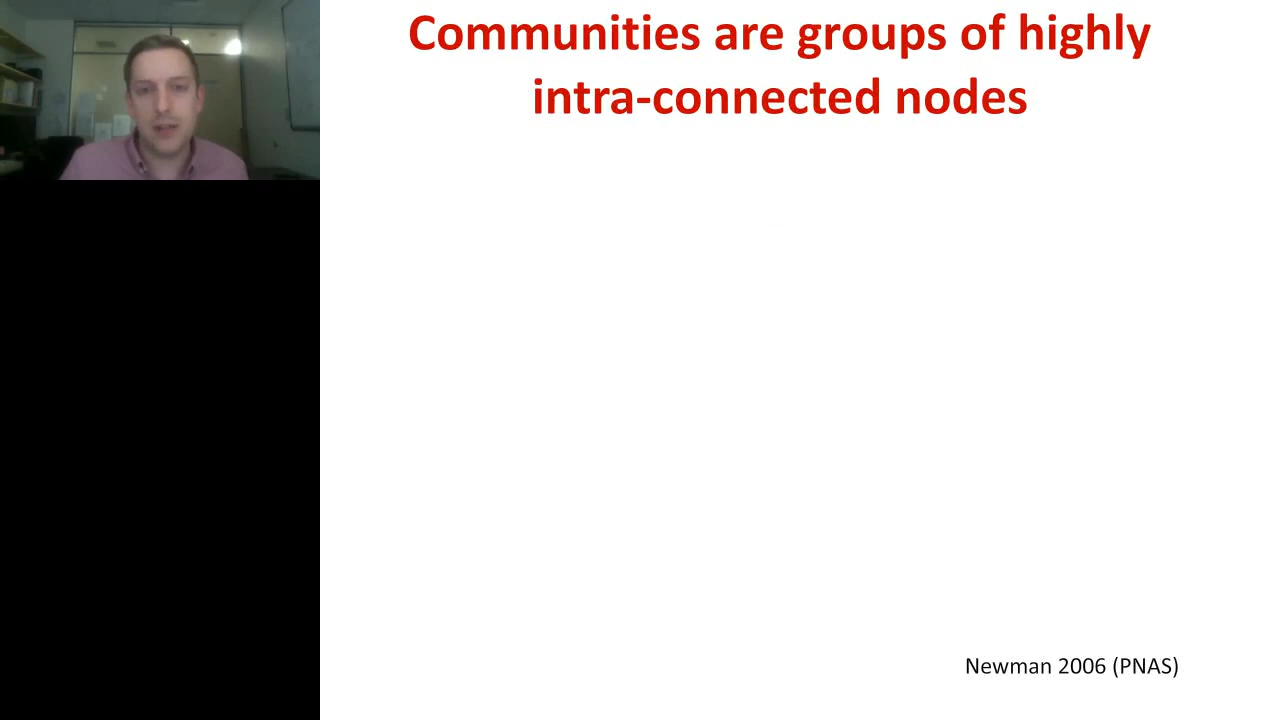 Communities are groups of highly
intra-connected nodes
Newman 2006 (PNAS)